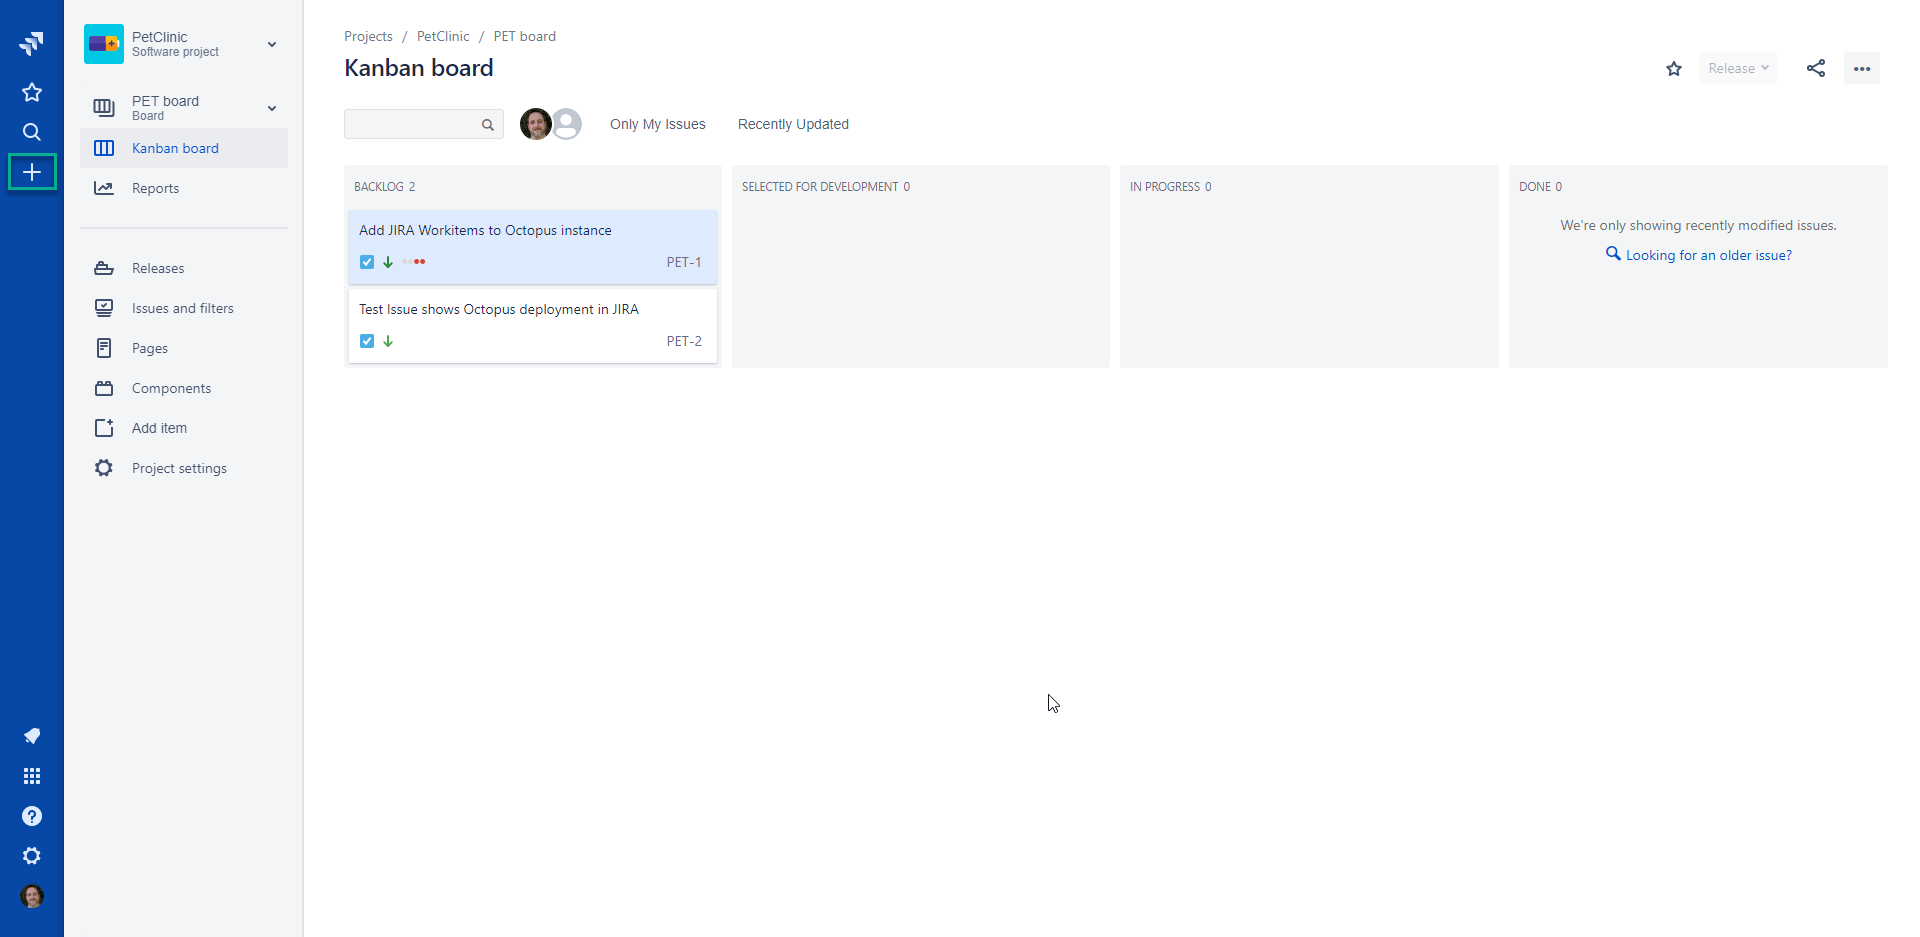 PetClinic
Software project
PET board
Board
Kanban board
Reports
Releases
Issues and filters
Pages
Components
Add item
Project settings
Projects / PetClinic / PET board
Kanban board
Release
Only My Issues
Recently Updated
BACKLOG 2
Add JIRA Workitems to Octopus instance
PET-1
Test Issue shows Octopus deployment in JIRA
PET-2
SELECTED FOR DEVELOPMENT 0
IN PROGRESS 0
DONE 0
We're only showing recently modified issues.
Looking for an older issue?